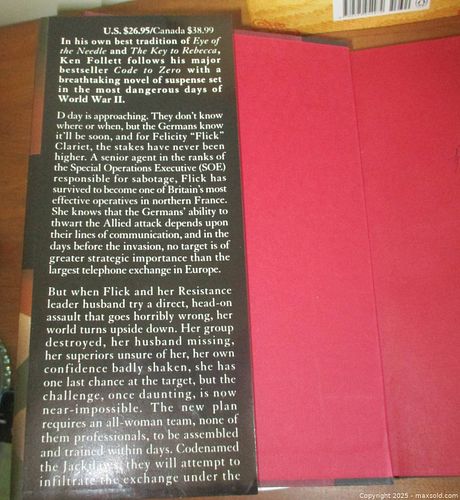 U.S. $26.95/Canada $38.99
In his own best tradition of Eye of
the Needle and The Key to Rebecca,
Ken Follett follows his major
bestseller Code to Zero with a
breathtaking novel of suspense set
in the most dangerous days of
World War II.
D day is approaching. They don't know
where or when, but the Germans know
it'll be soon, and for Felicity "Flick"
Clariet, the stakes have never been
higher. A senior agent in the ranks of
the Special Operations Executive (SOE)
responsible for sabotage, Flick has
survived to become one of Britain's most
effective operatives in northern France.
She knows that the Germans' ability to
thwart the Allied attack depends upon
their lines of communication, and in the
days before the invasion, no target is of
greater strategic importance than the
largest telephone exchange in Europe.
But when Flick and her Resistance
leader husband try a direct, head-on
assault that goes horribly wrong, her
world turns upside down. Her group
destroyed, her husband missing,
her superiors unsure of her, her own
confidence badly shaken, she has
one last chance at the target, but the
challenge, once daunting, is now
near-impossible. The new plan
requires an all-woman team, none of
them professionals, to be assembled
and trained within days. Codenamed
the Jackdaws, they will attempt to
infiltrate the exchange under the
Copyright 2025 - maxsold.com